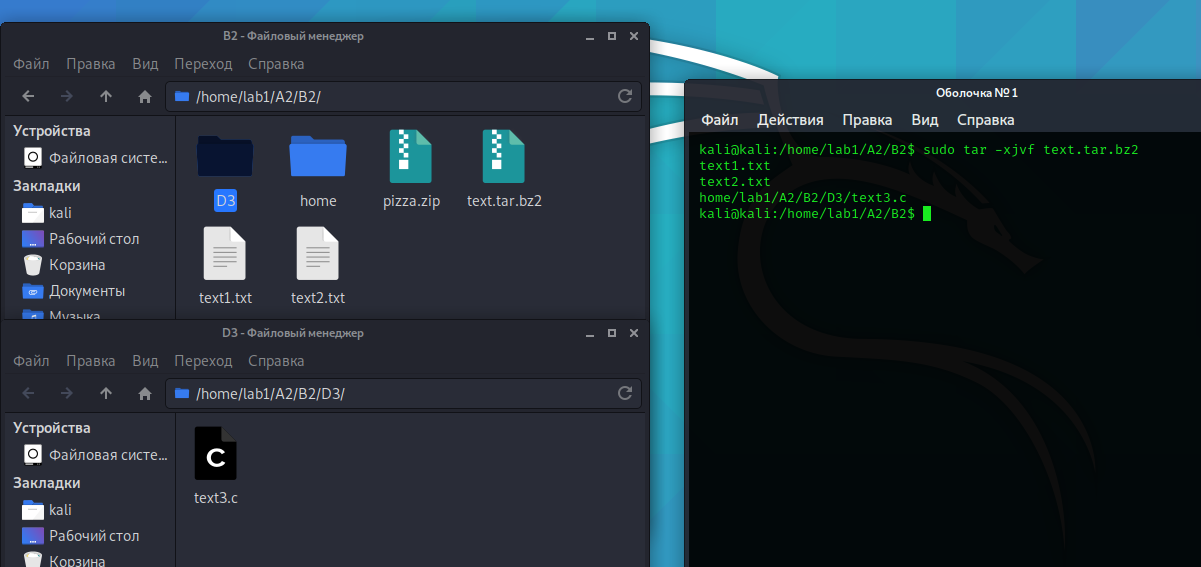 B2 - Файловый менеджер
Файл Правка Вид Переход Справка
/home/lab1/A2/B2/
Устройства
Файловая систе...
Закладки
kali
Рабочий стол
Корзина
Документы
Музыка
D3 home pizza.zip text.tar.bz2
text1.txt text2.txt
D3 - Файловый менеджер
Файл Правка Вид Переход Справка
/home/lab1/A2/B2/D3/
Устройства
Файловая систе...
Закладки
kali
Рабочий стол
Корзина
C
text3.c
Оболочка № 1
Файл Действия Правка Вид Справка
kali@kali:/home/lab1/A2/B2$ sudo tar -xjvf text.tar.bz2
text1.txt
text2.txt
home/lab1/A2/B2/D3/text3.c
kali@kali:/home/lab1/A2/B2$